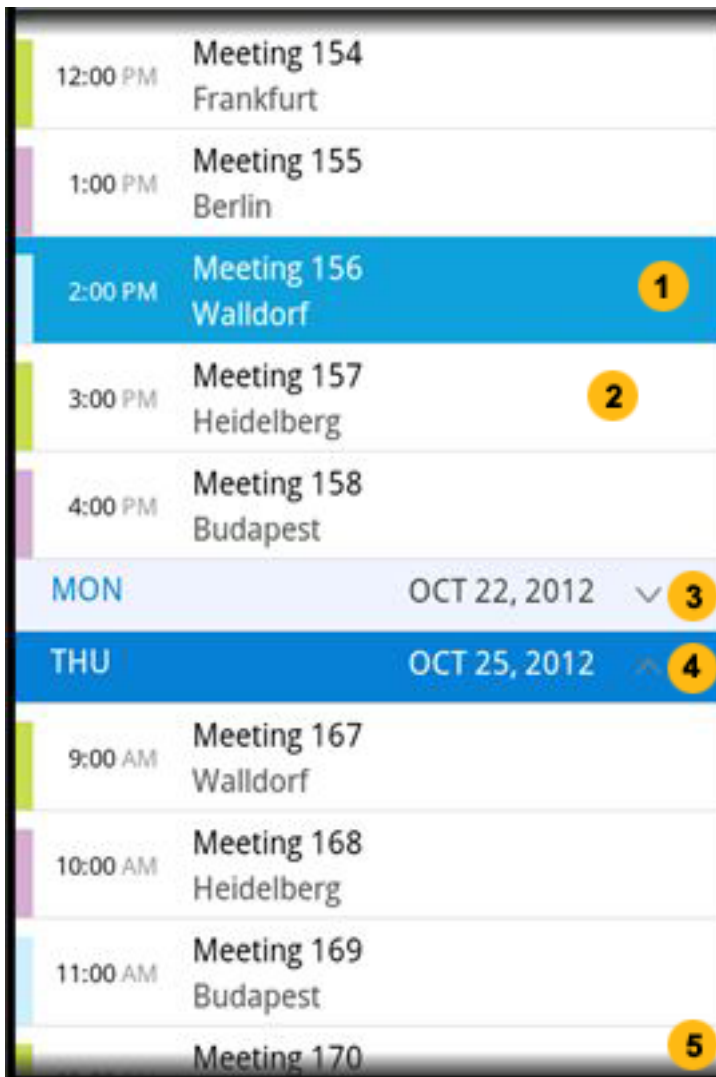 12:00 PM Meeting 154
Frankfurt
1:00 PM Meeting 155
Berlin
2:00 PM Meeting 156 1
Walldorf
3:00 PM Meeting 157 2
Heidelberg
4:00 PM Meeting 158
Budapest
MON OCT 22, 2012 3
THU OCT 25, 2012 4
9:00 AM Meeting 167
Walldorf
10:00 AM Meeting 168
Heidelberg
11:00 AM Meeting 169
Budapest
Meeting 170 5